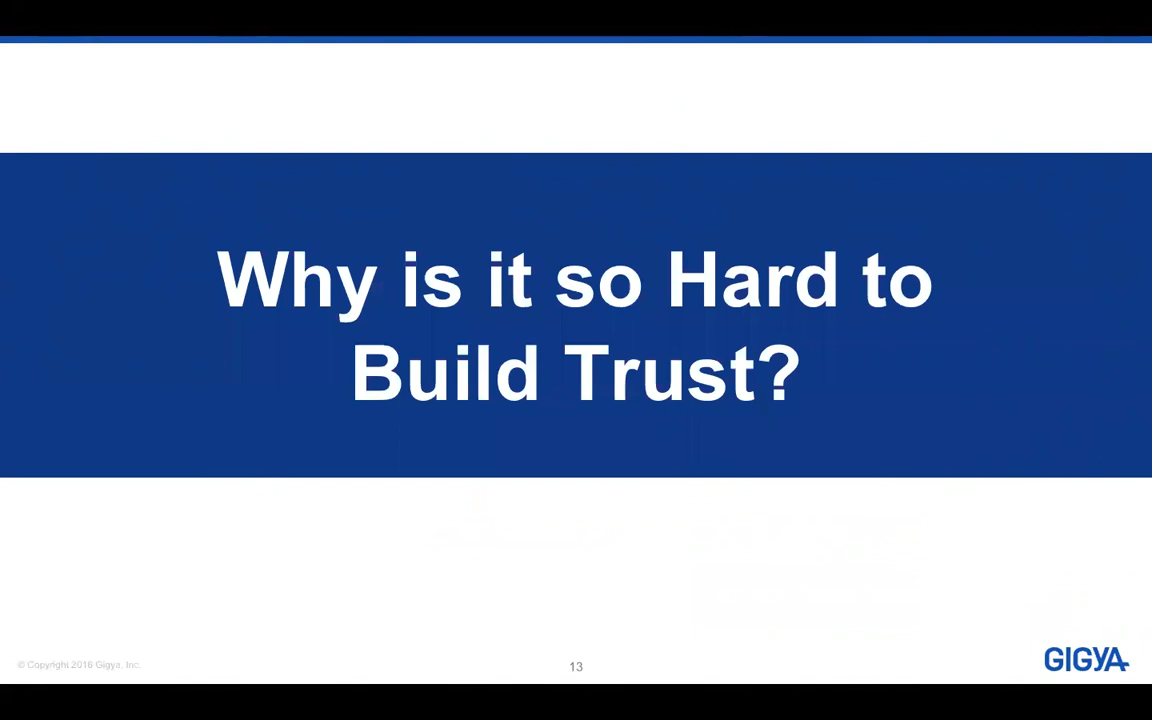 Why is it so Hard to
Build Trust?
© Copyright 2016 Gigya, Inc.
13
GIGYA